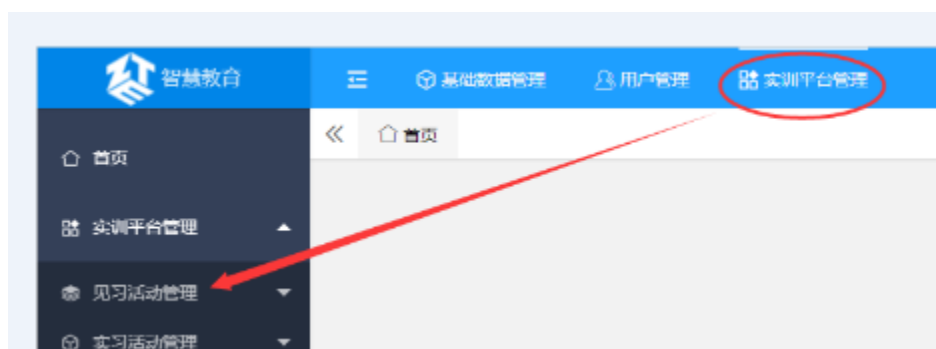 智慧教育
基础数据管理
用户管理
实训平台管理
首页
首页
实训平台管理
见习活动管理
实习活动管理